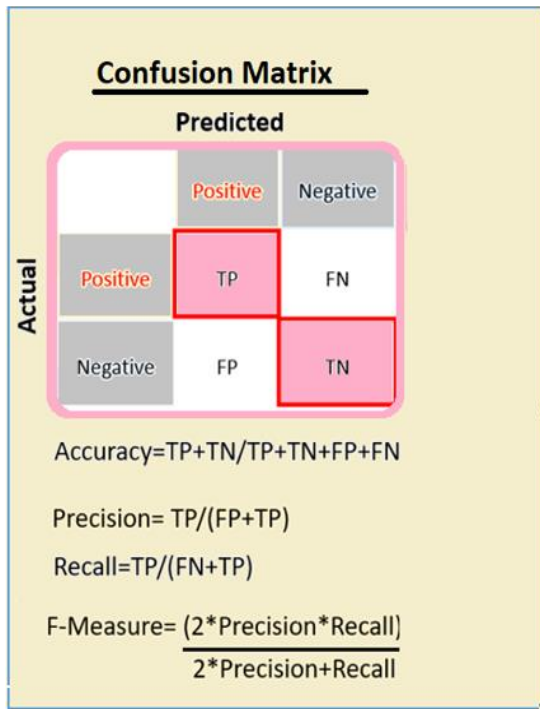 Confusion Matrix
Predicted
Positive Negative
Actual
Positive TP FN
Negative FP TN
Accuracy=TP+TN/TP+TN+FP+FN
Precision= TP/(FP+TP)
Recall=TP/(FN+TP)
F-Measure= (2*Precision*Recall)
2*Precision+Recall